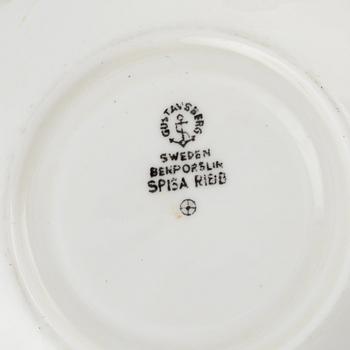 GUSTAVSBERG
SWEDEN
BENPORSLIN
SPISA RIBB